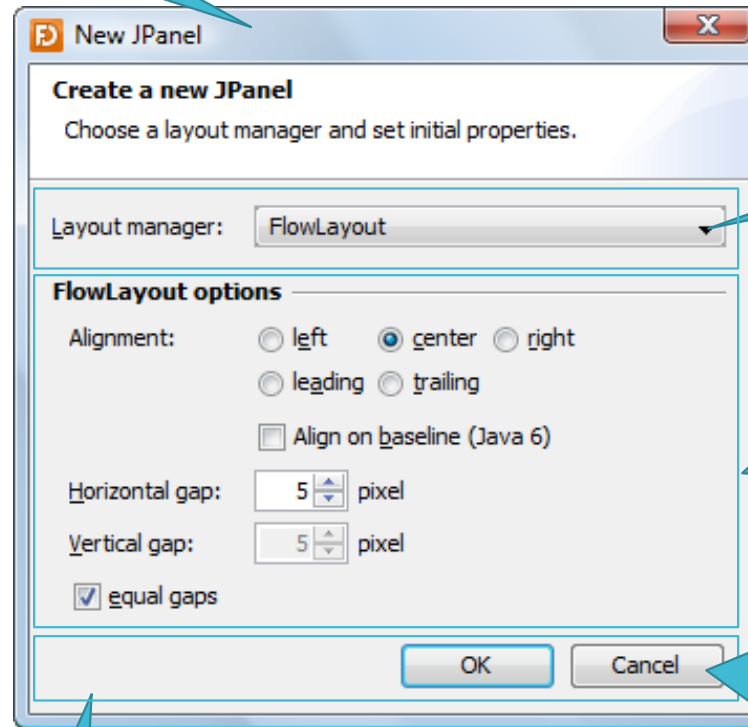 New JPanel
Create a new JPanel
Choose a layout manager and set initial properties.
Layout manager: FlowLayout
FlowLayout options
Alignment: left center right
leading trailing
Align on baseline (Java 6)
Horizontal gap: 5 pixel
Vertical gap: 5 pixel
equal gaps
OK Cancel